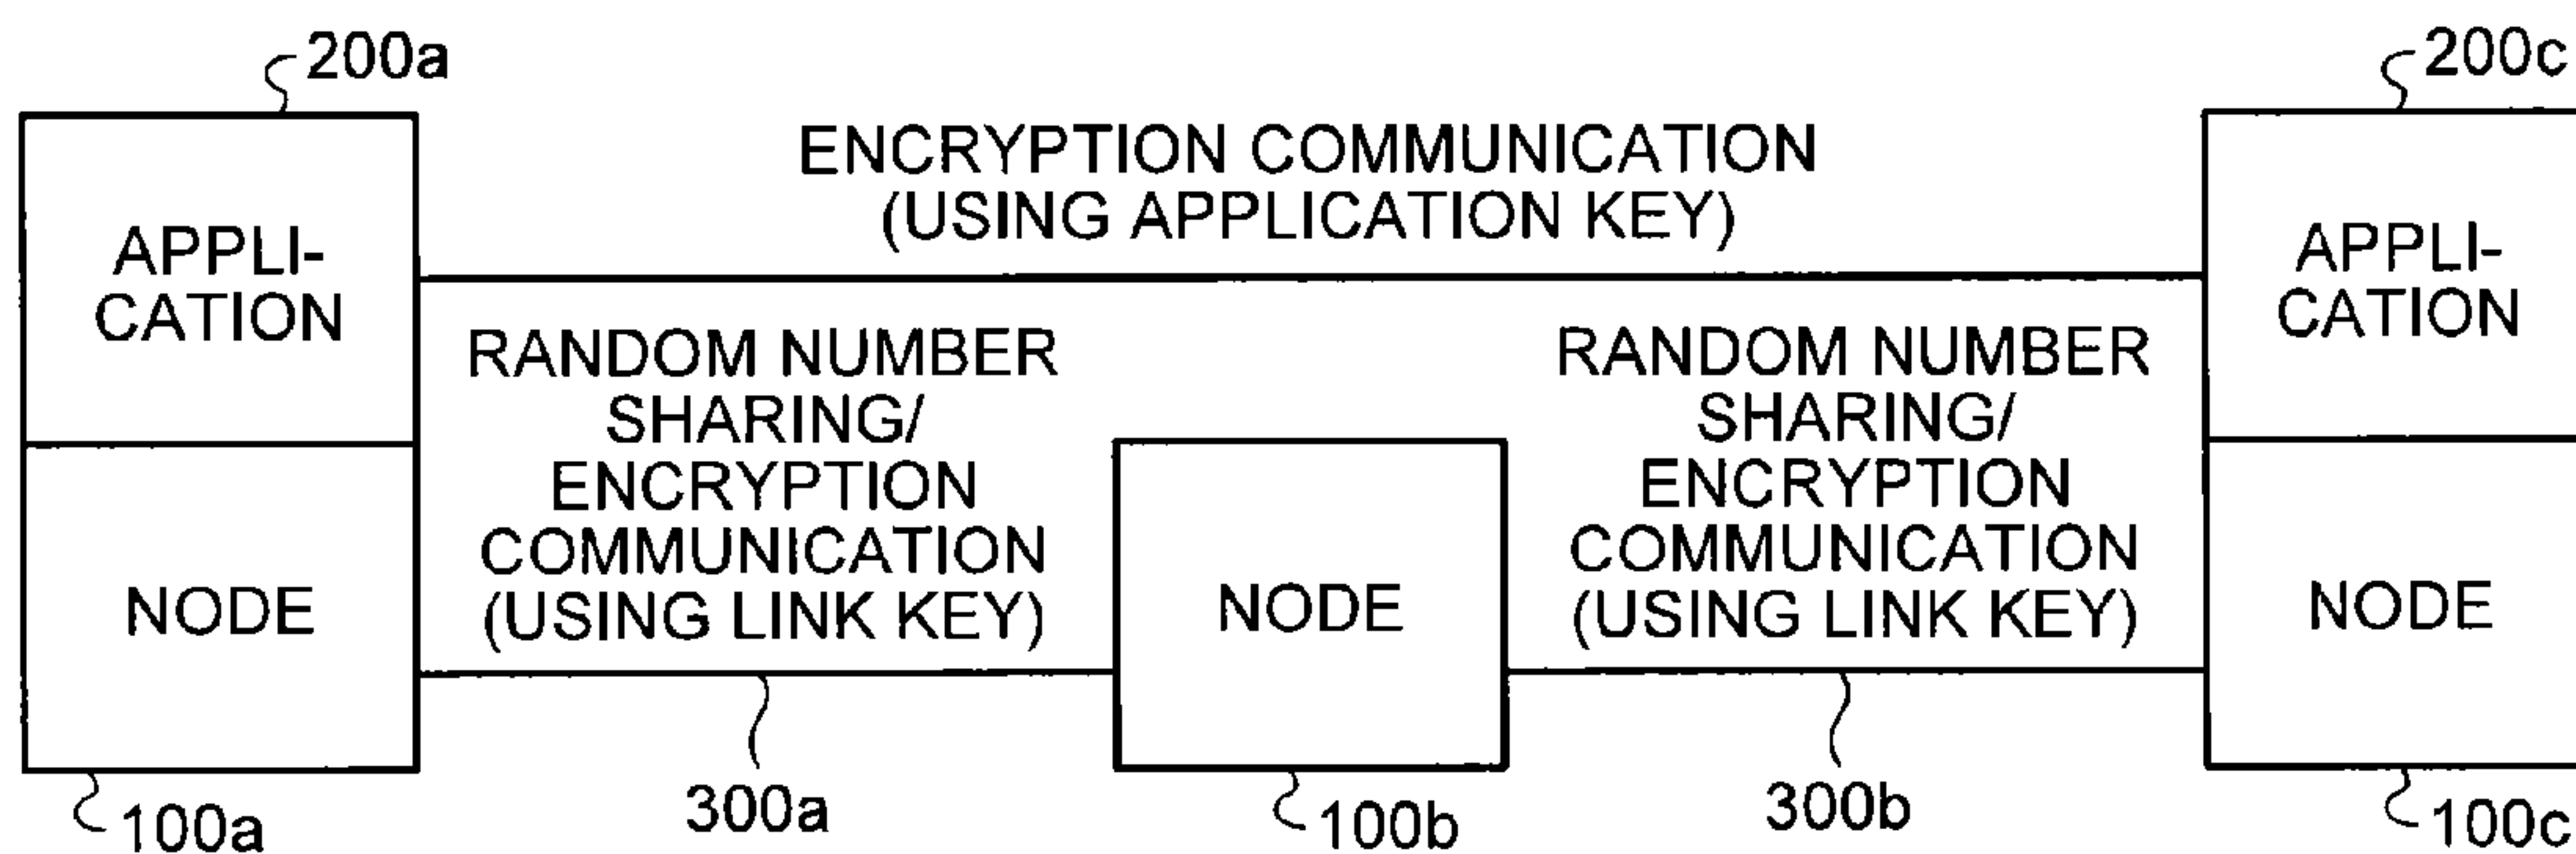 200a
200c
ENCRYPTION COMMUNICATION
(USING APPLICATION KEY)
APPLI-
CATION
APPLI-
CATION
RANDOM NUMBER
SHARING/
ENCRYPTION
COMMUNICATION
(USING LINK KEY)
RANDOM NUMBER
SHARING/
ENCRYPTION
COMMUNICATION
(USING LINK KEY)
NODE
NODE
NODE
100a
300a
100b
300b
100c